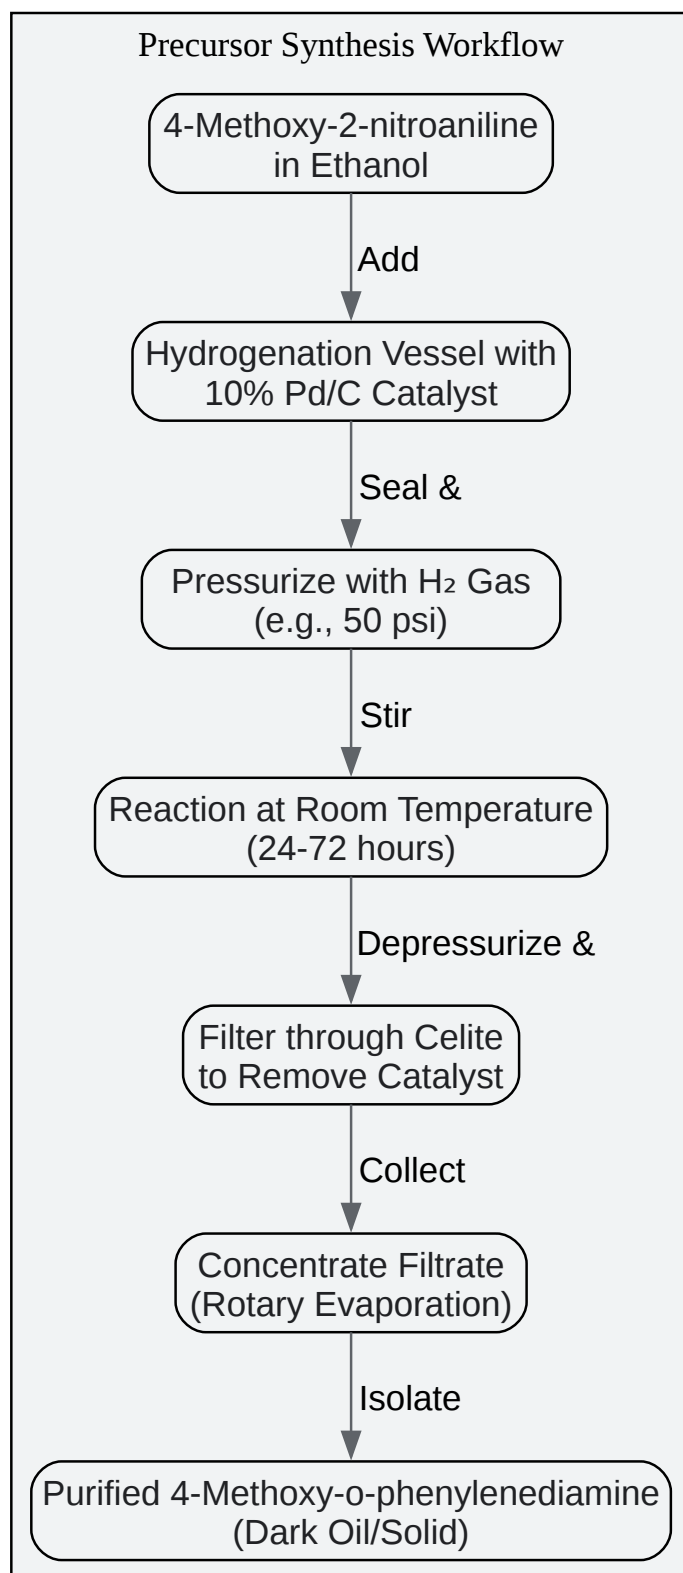 Precursor Synthesis Workflow
4-Methoxy-2-nitroaniline
in Ethanol
Add
Hydrogenation Vessel with
10% Pd/C Catalyst
Seal &
Pressurize with H₂ Gas
(e.g., 50 psi)
Stir
Reaction at Room Temperature
(24-72 hours)
Depressurize &
Filter through Celite
to Remove Catalyst
Collect
Concentrate Filtrate
(Rotary Evaporation)
Isolate
Purified 4-Methoxy-o-phenylenediamine
(Dark Oil/Solid)